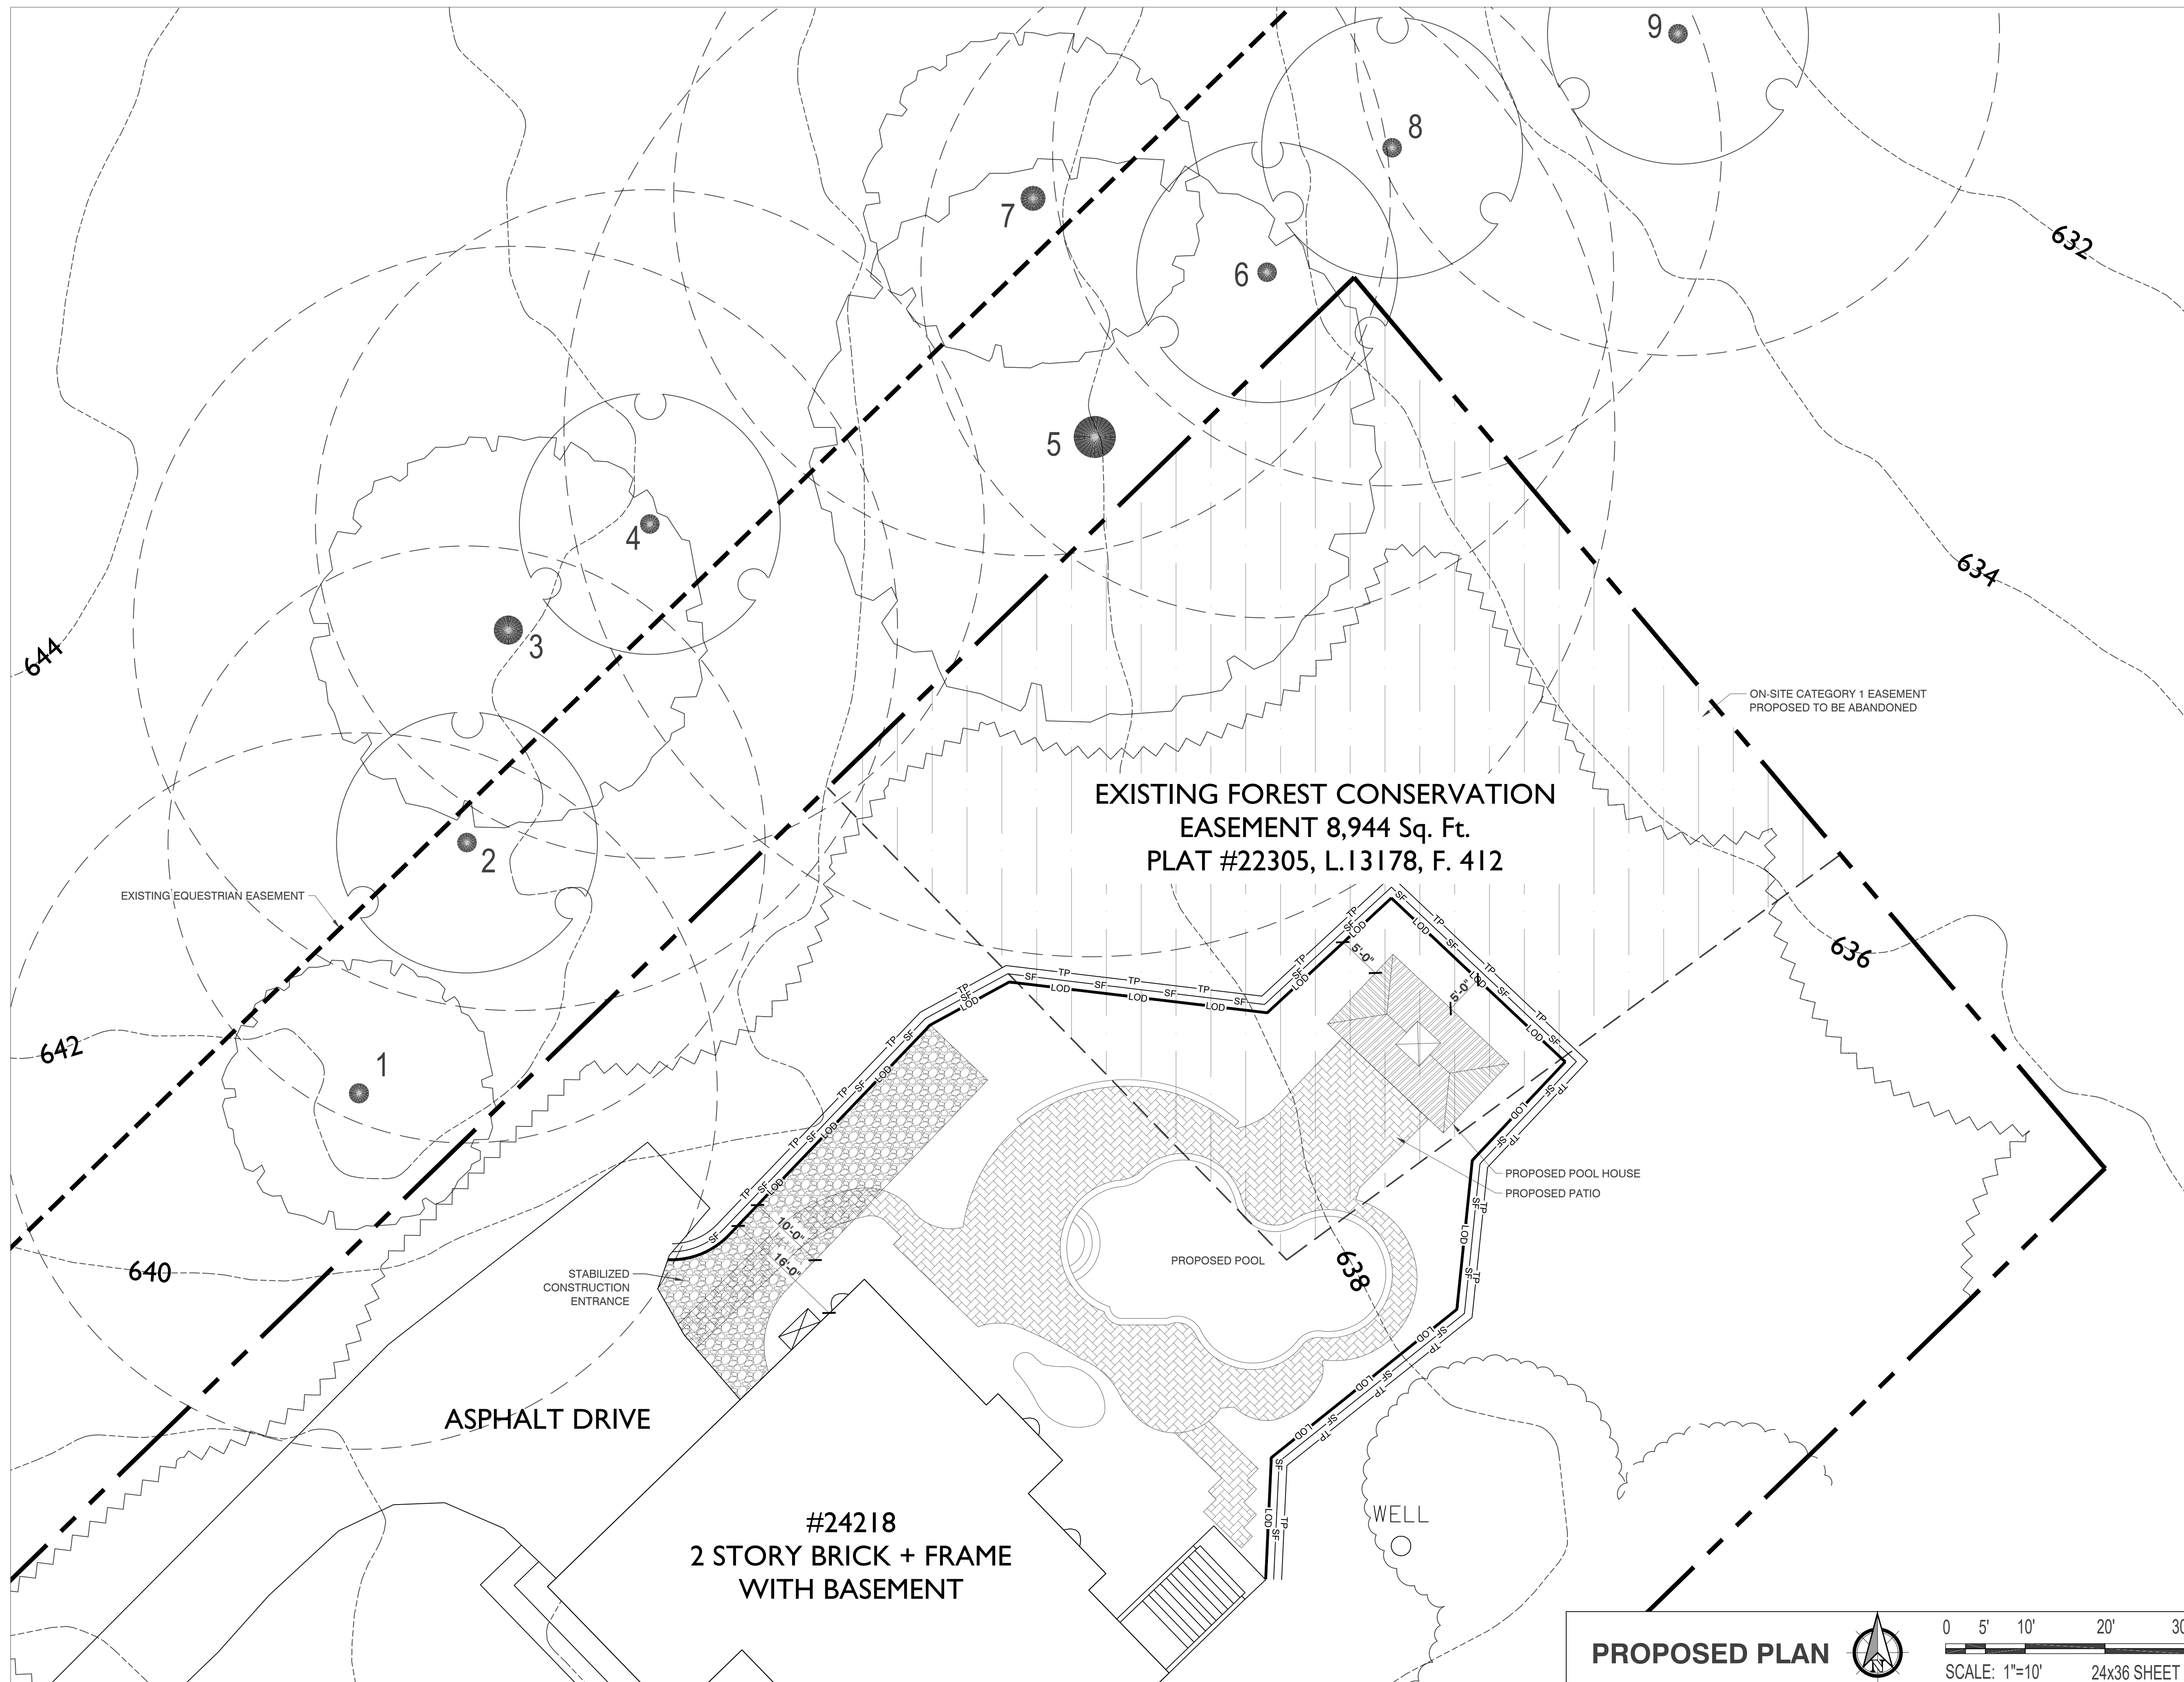 9
8
7
6
632
5
4
3
634
644
ON-SITE CATEGORY 1 EASEMENT
PROPOSED TO BE ABANDONED
EXISTING FOREST CONSERVATION
EASEMENT 8,944 Sq. Ft.
PLAT #22305, L.13178, F. 412
2
EXISTING EQUESTRIAN EASEMENT
636
TP SF LOD
5'-0"
5'-0"
642
1
PROPOSED POOL HOUSE
PROPOSED PATIO
10'-0"
16'-0"
640
PROPOSED POOL
638
STABILIZED
CONSTRUCTION
ENTRANCE
ASPHALT DRIVE
WELL
#24218
2 STORY BRICK + FRAME
WITH BASEMENT
PROPOSED PLAN
N
0 5' 10' 20' 30
SCALE: 1"=10' 24x36 SHEET